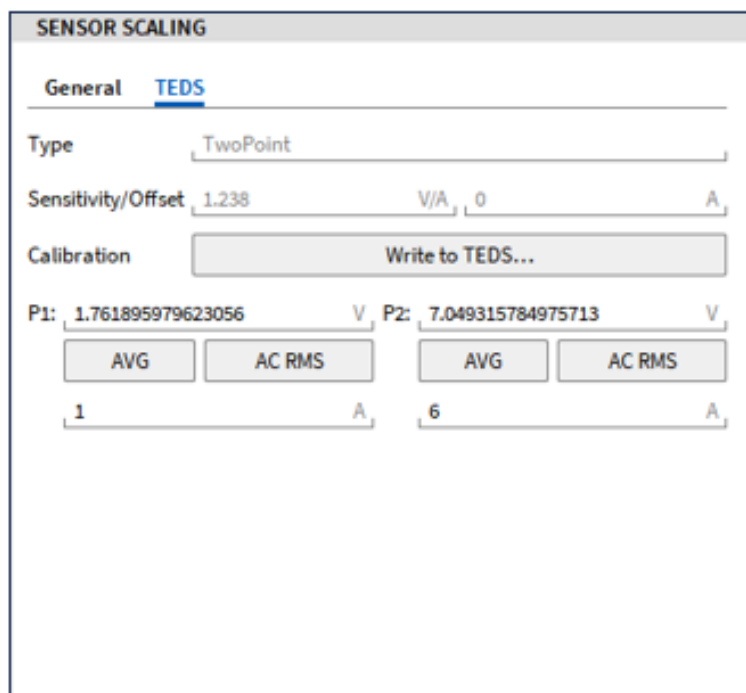 SENSOR SCALING
General TEDS
Type TwoPoint
Sensitivity/Offset 1.238 V/A 0 A
Calibration Write to TEDS...
P1: 1.761895979623056 V P2: 7.049315784975713 V
AVG AC RMS AVG AC RMS
1 A 6 A